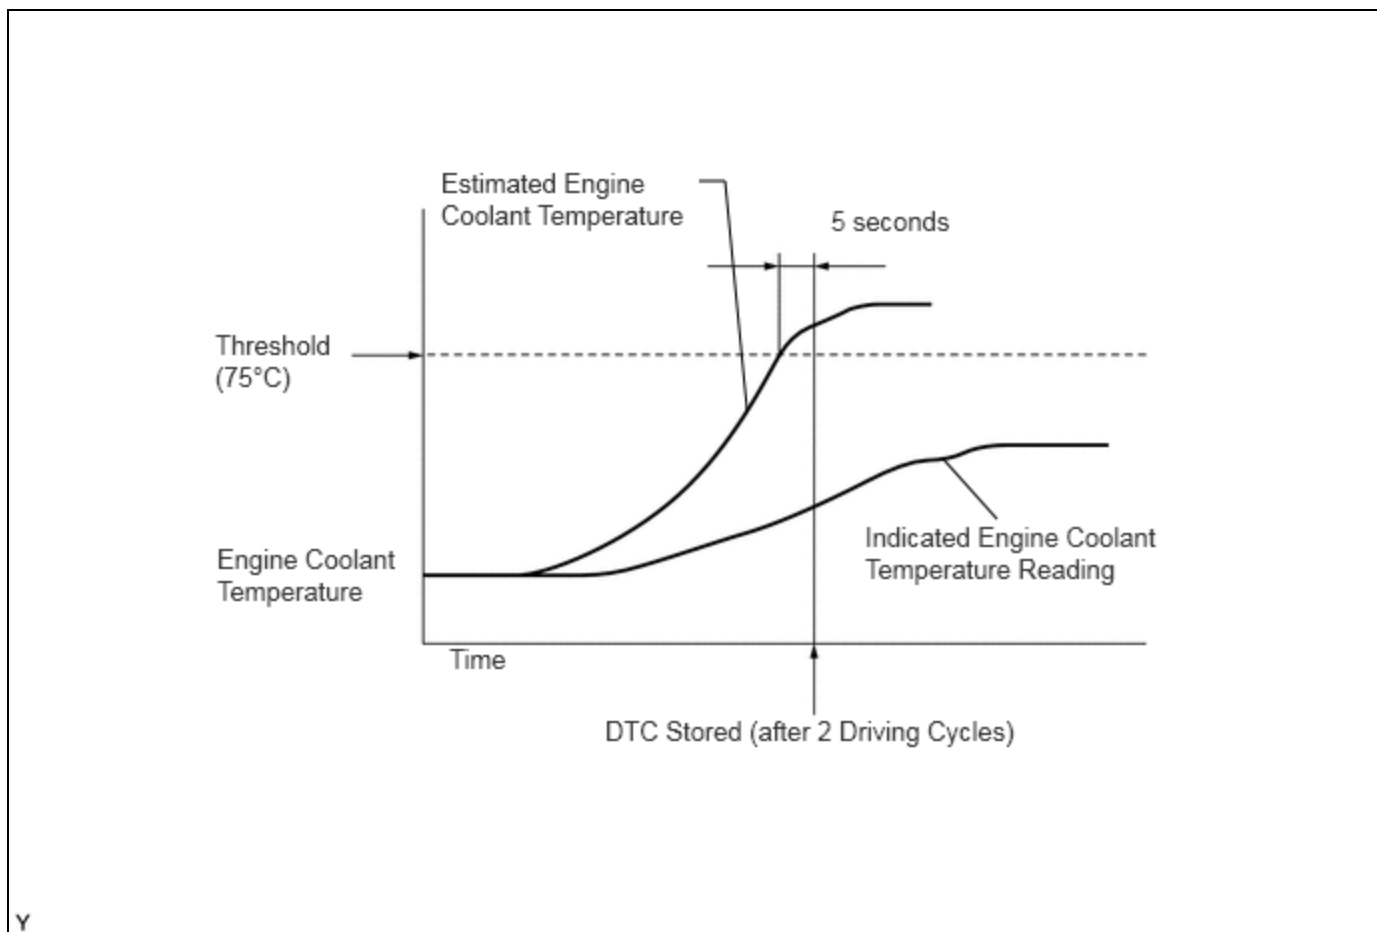 Estimated Engine
Coolant Temperature
5 seconds
Threshold
(75°C)
Indicated Engine Coolant
Temperature Reading
Engine Coolant
Temperature
Time
DTC Stored (after 2 Driving Cycles)
Y